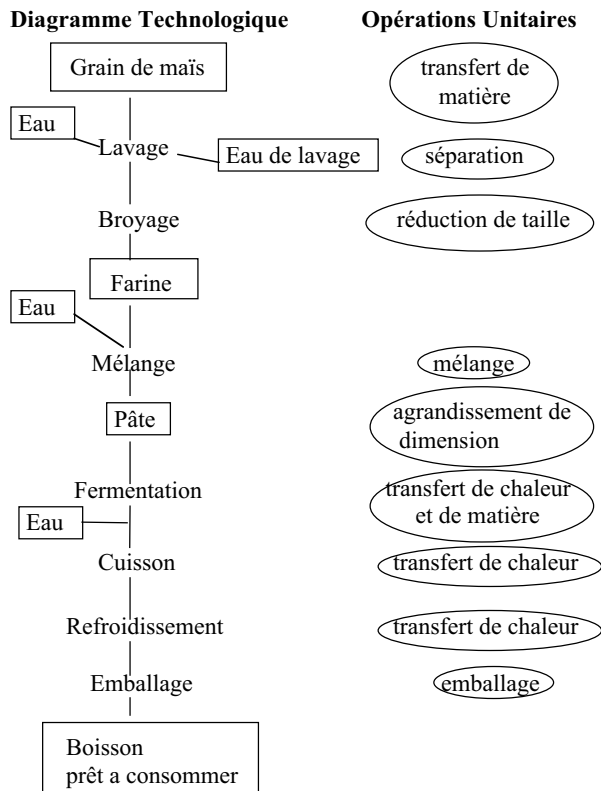 Diagramme Technologique
Opérations Unitaires
Grain de maïs
transfert de
matière
Eau
Lavage
Eau de lavage
séparation
Broyage
réduction de taille
Farine
Eau
Mélange
mélange
Pâte
agrandissement de
dimension
Fermentation
transfert de chaleur
et de matière
Eau
Cuisson
transfert de chaleur
Refroidissement
transfert de chaleur
Emballage
emballage
Boisson
prêt a consommer